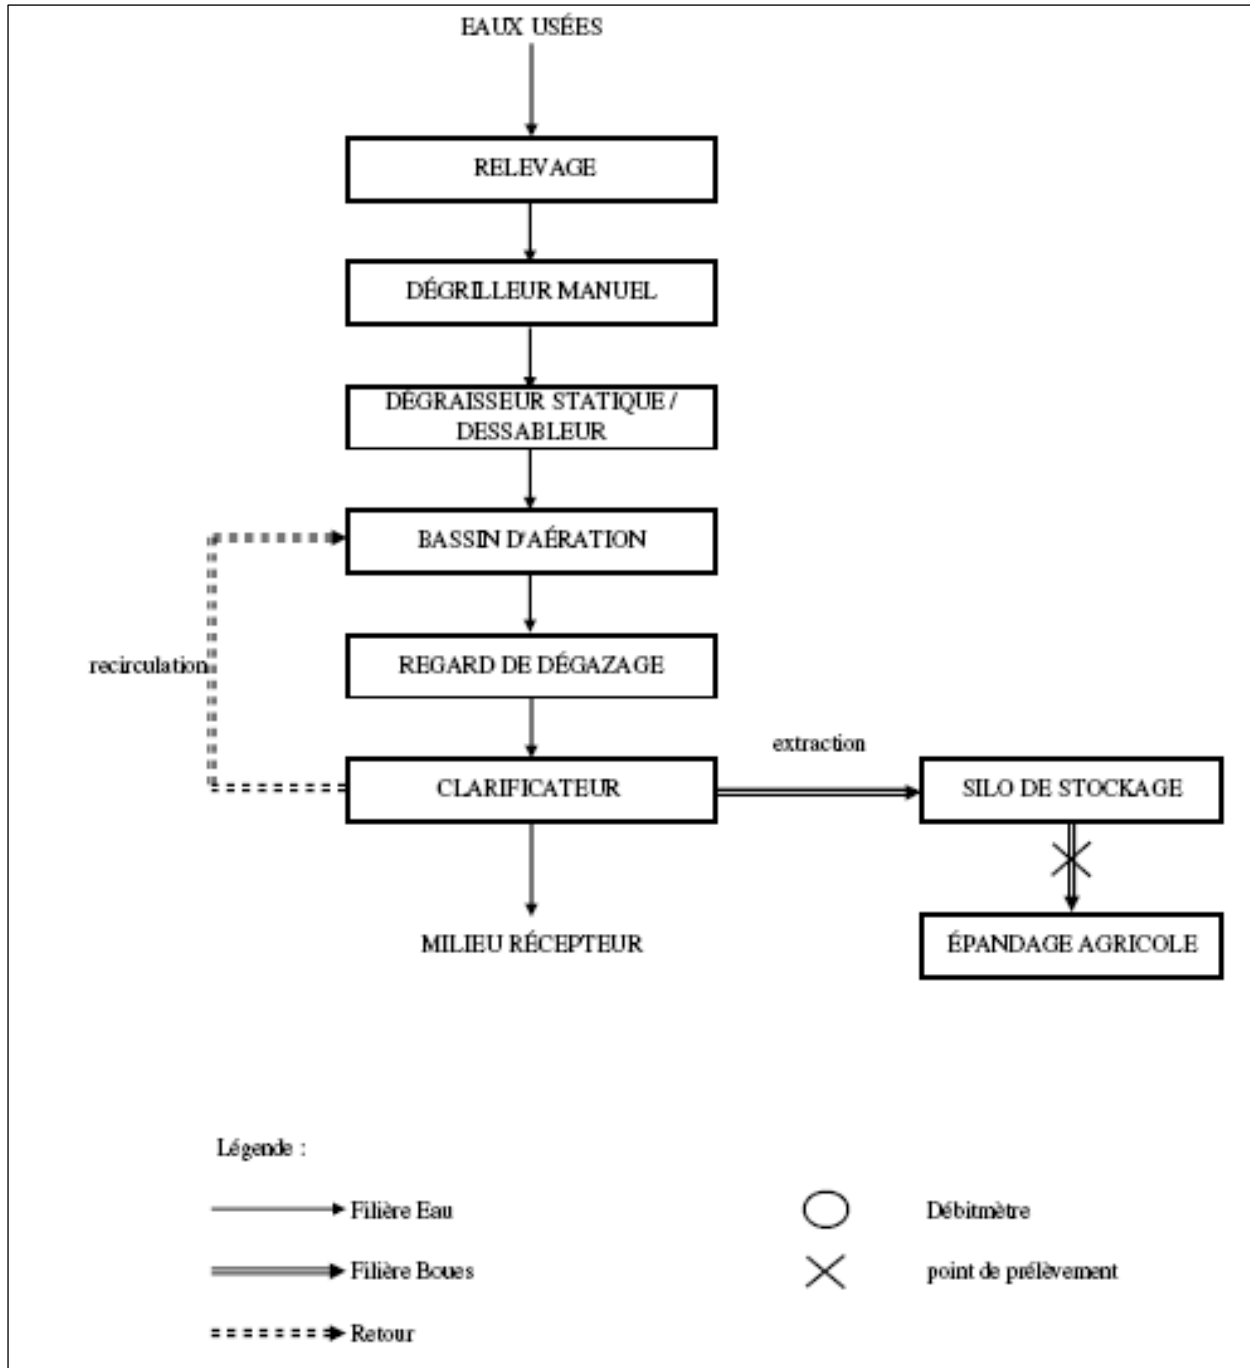 EAUX USÉES
RELEVAGE
DÉGRILLEUR MANUEL
DÉGRAISSEUR STATIQUE /
DESSABLEUR
BASSIN D'AÉRATION
recirculation
REGARD DE DÉGAZAGE
extraction
CLARIFICATEUR
SILO DE STOCKAGE
MILIEU RÉCEPTEUR
ÉPANDAGE AGRICOLE
Légende :
Filière Eau
Débitmètre
Filière Boues
point de prélèvement
Retour